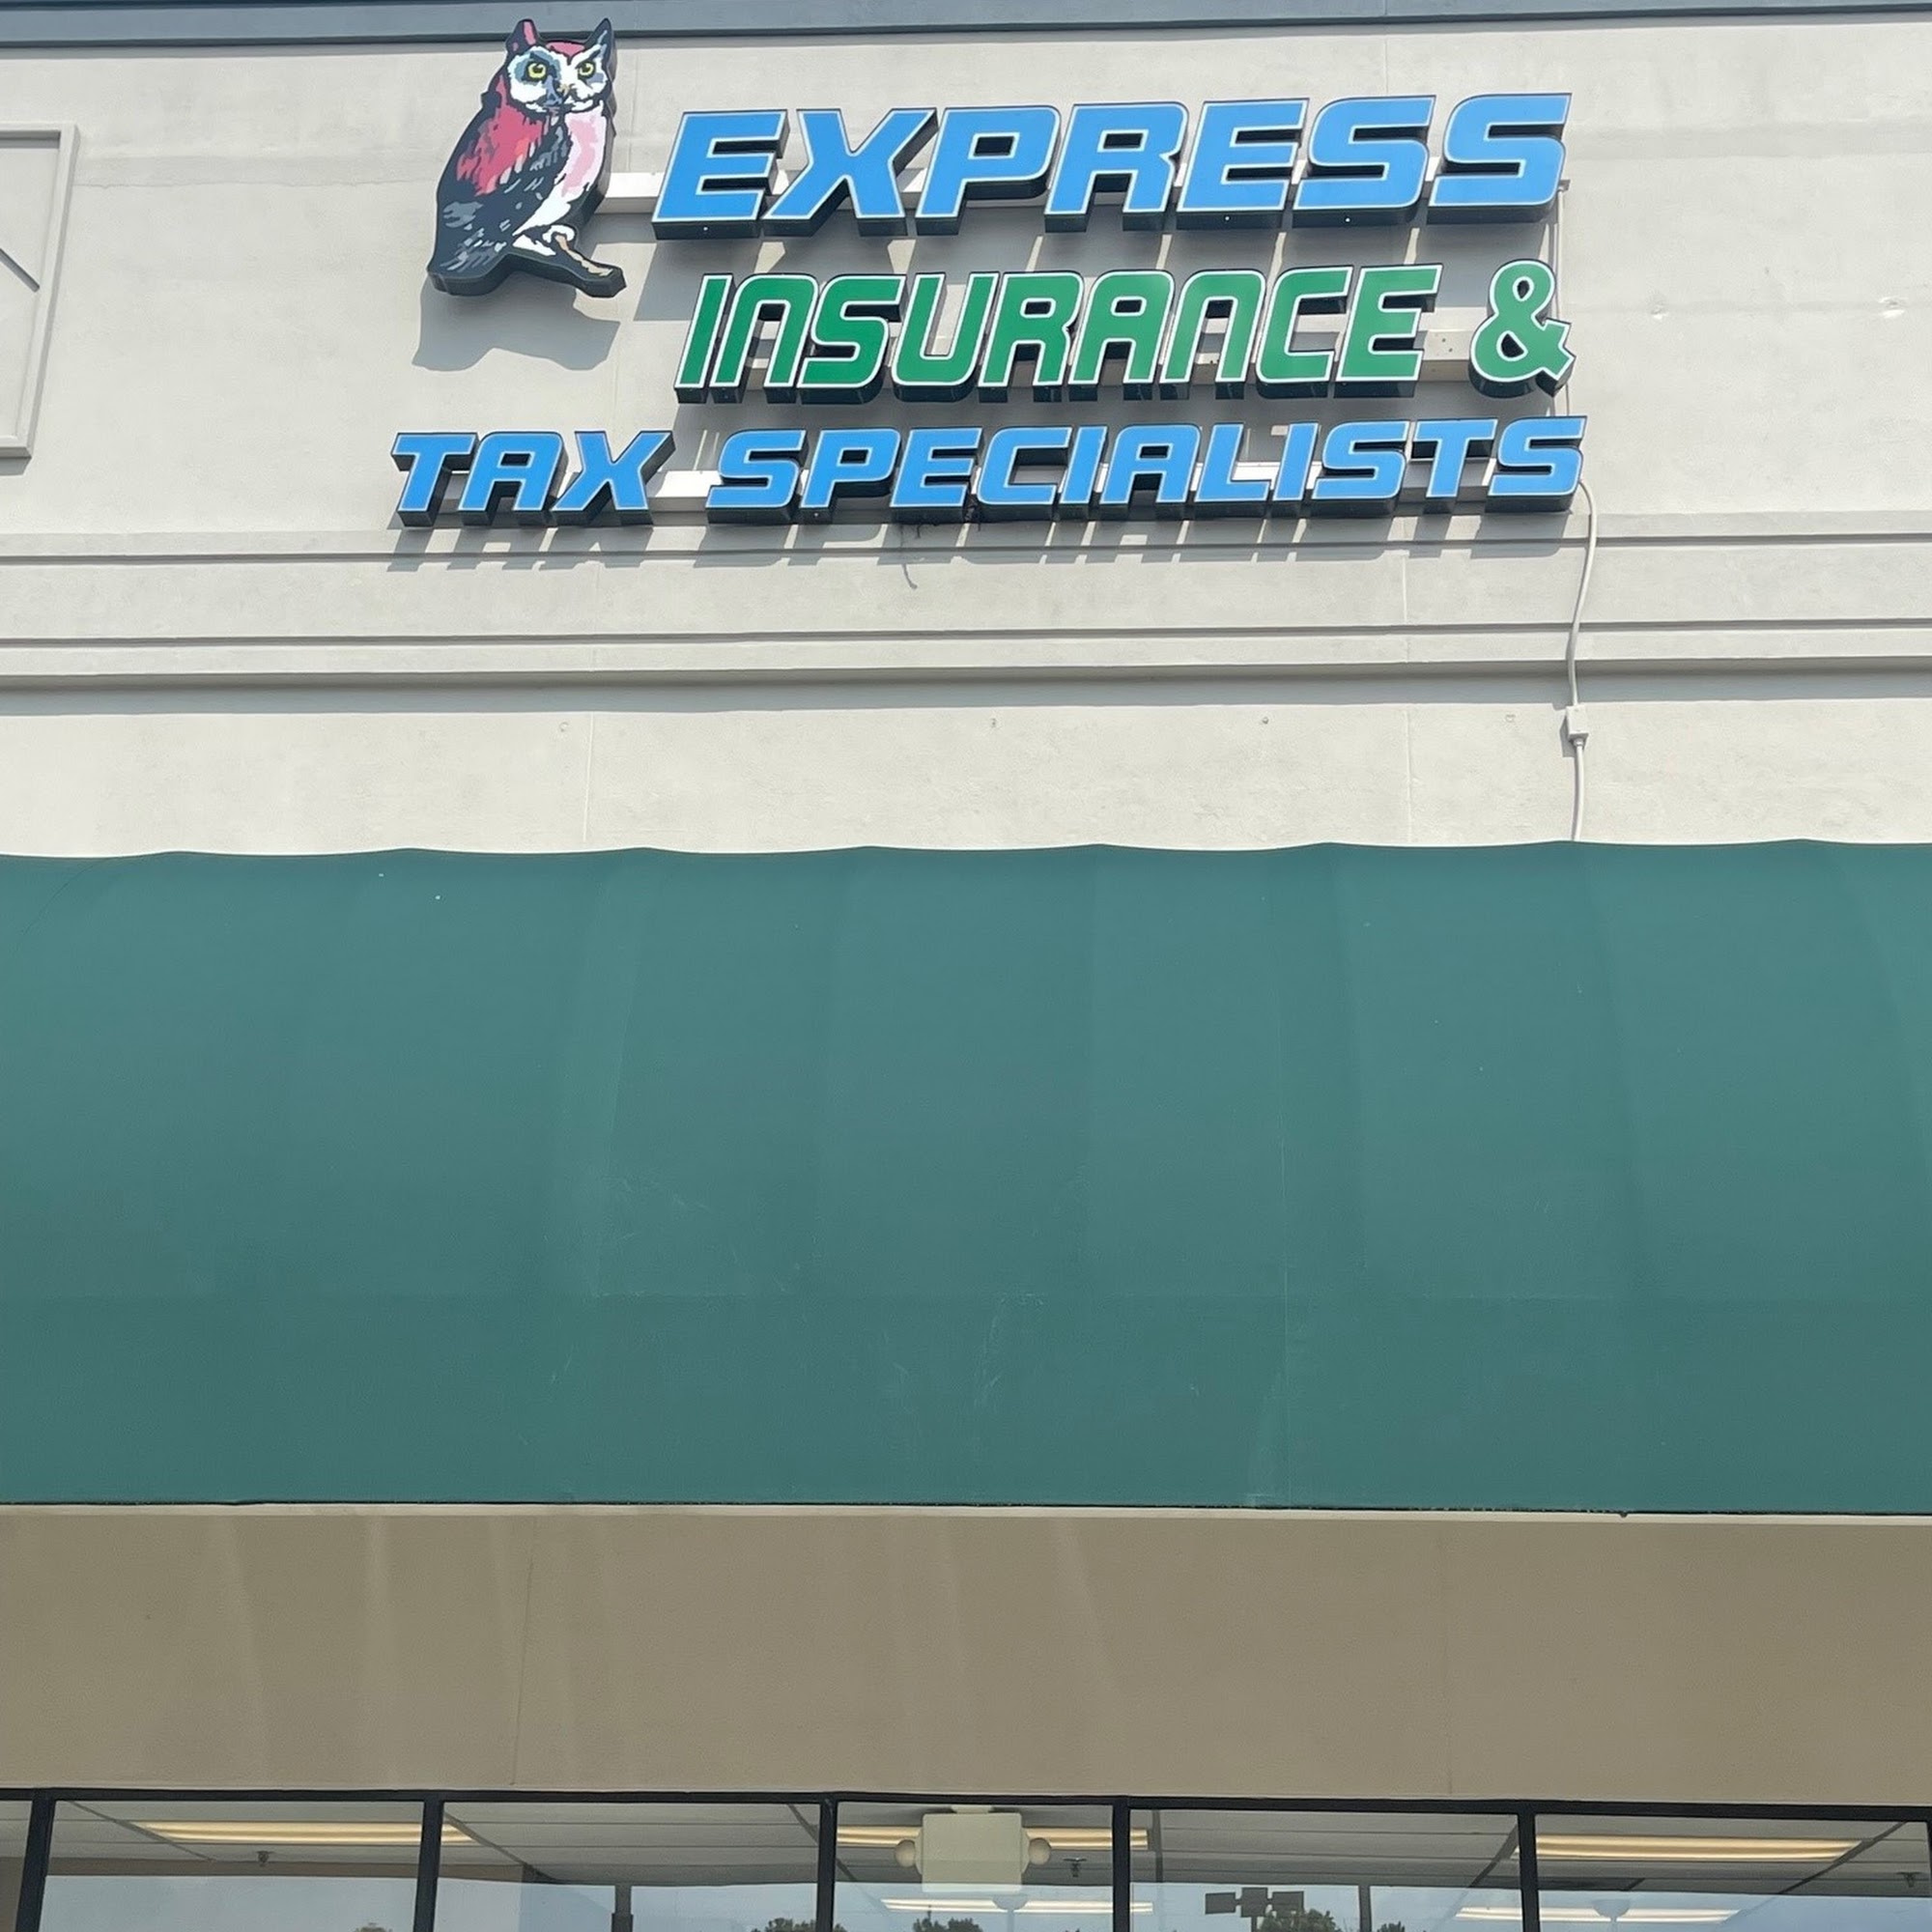 EXPRESS
INSURANCE &
TAX SPECIALISTS